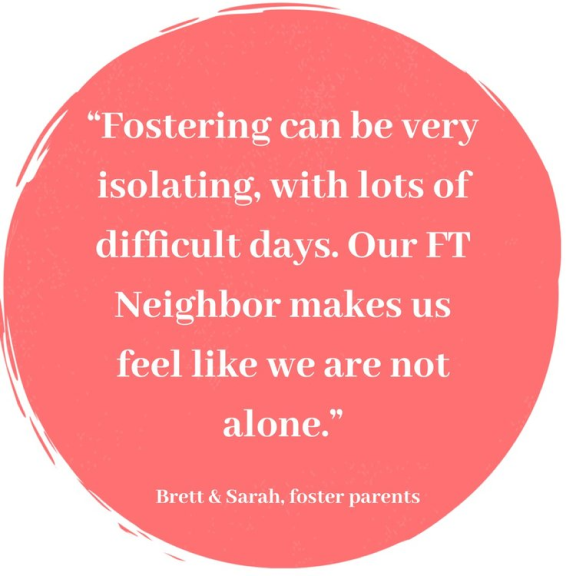 “Fostering can be very
isolating, with lots of
difficult days. Our FT
Neighbor makes us
feel like we are not
alone.”
Brett & Sarah, foster parents